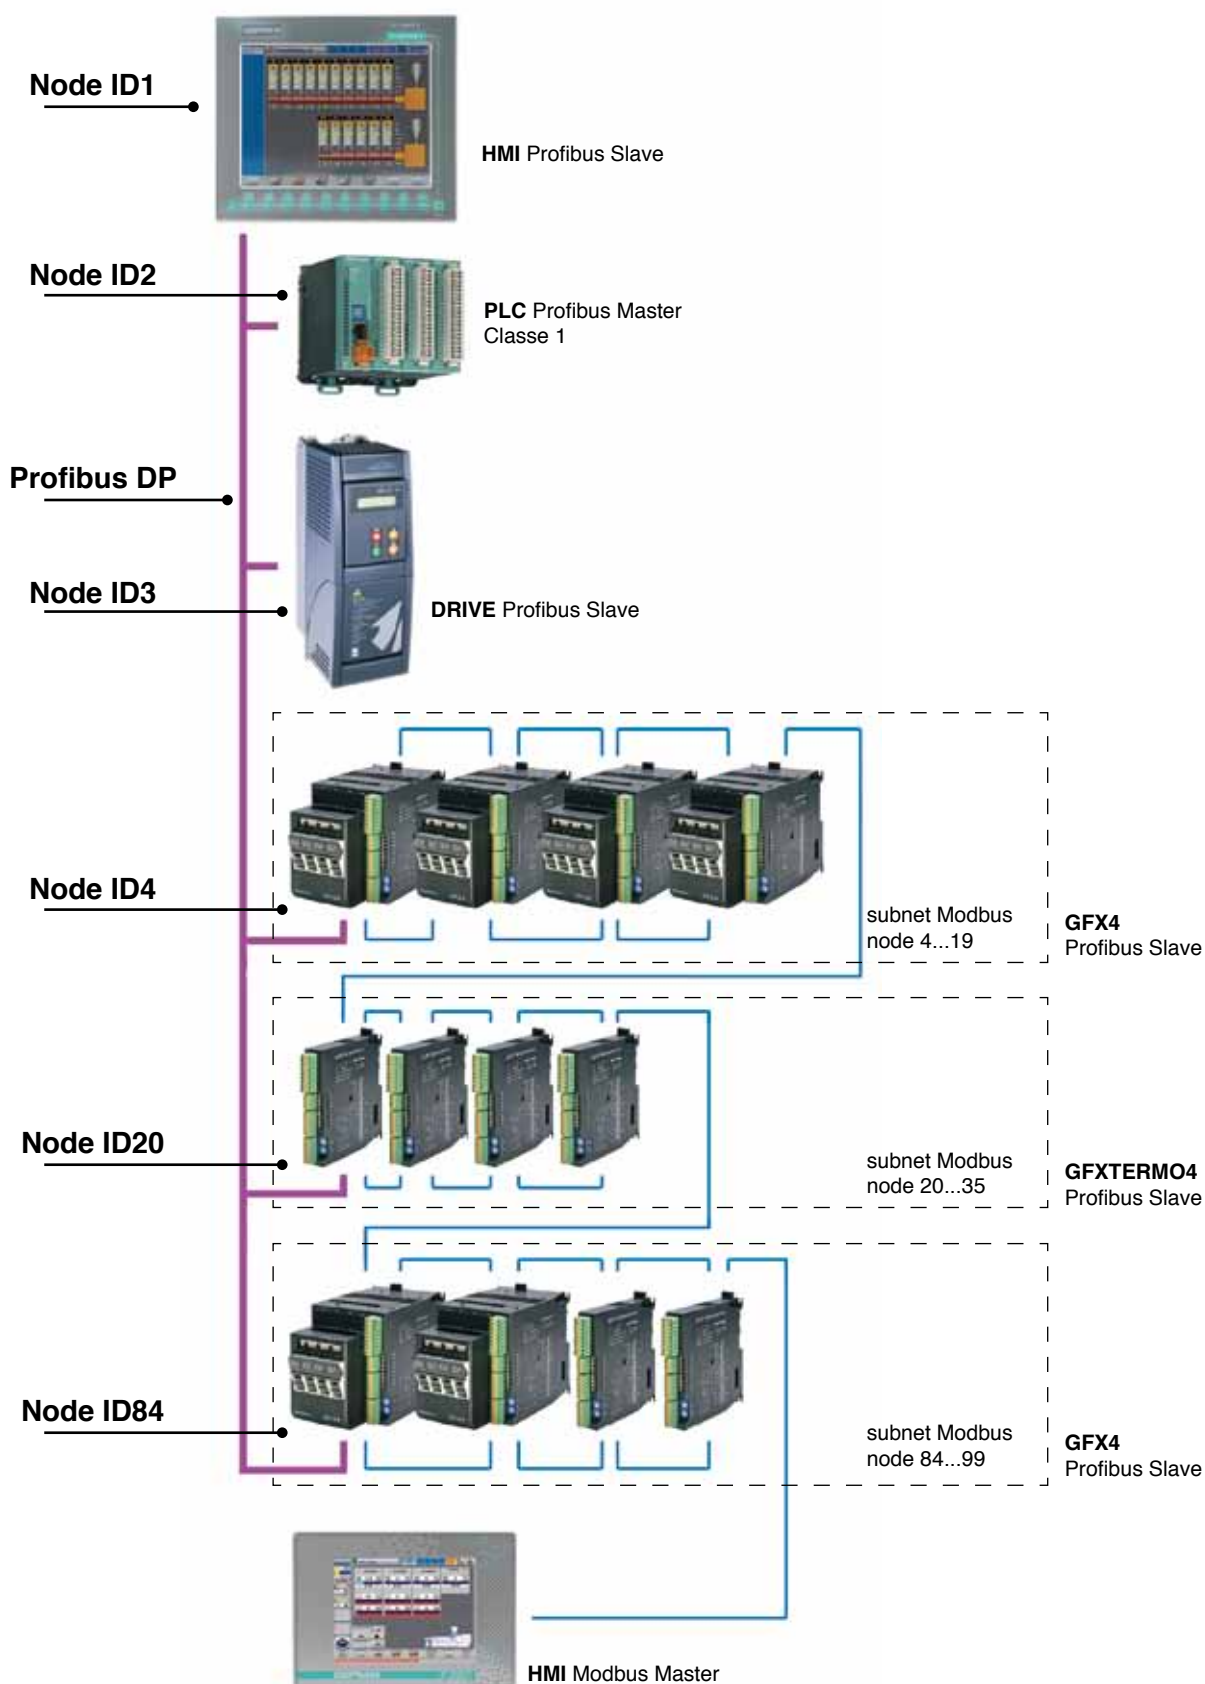 Node ID1
HMI Profibus Slave
Node ID2
PLC Profibus Master
Classe 1
Profibus DP
Node ID3
DRIVE Profibus Slave
Node ID4
subnet Modbus
node 4...19
GFX4
Profibus Slave
Node ID20
subnet Modbus
node 20...35
GFXTERMO4
Profibus Slave
Node ID84
subnet Modbus
node 84...99
GFX4
Profibus Slave
HMI Modbus Master